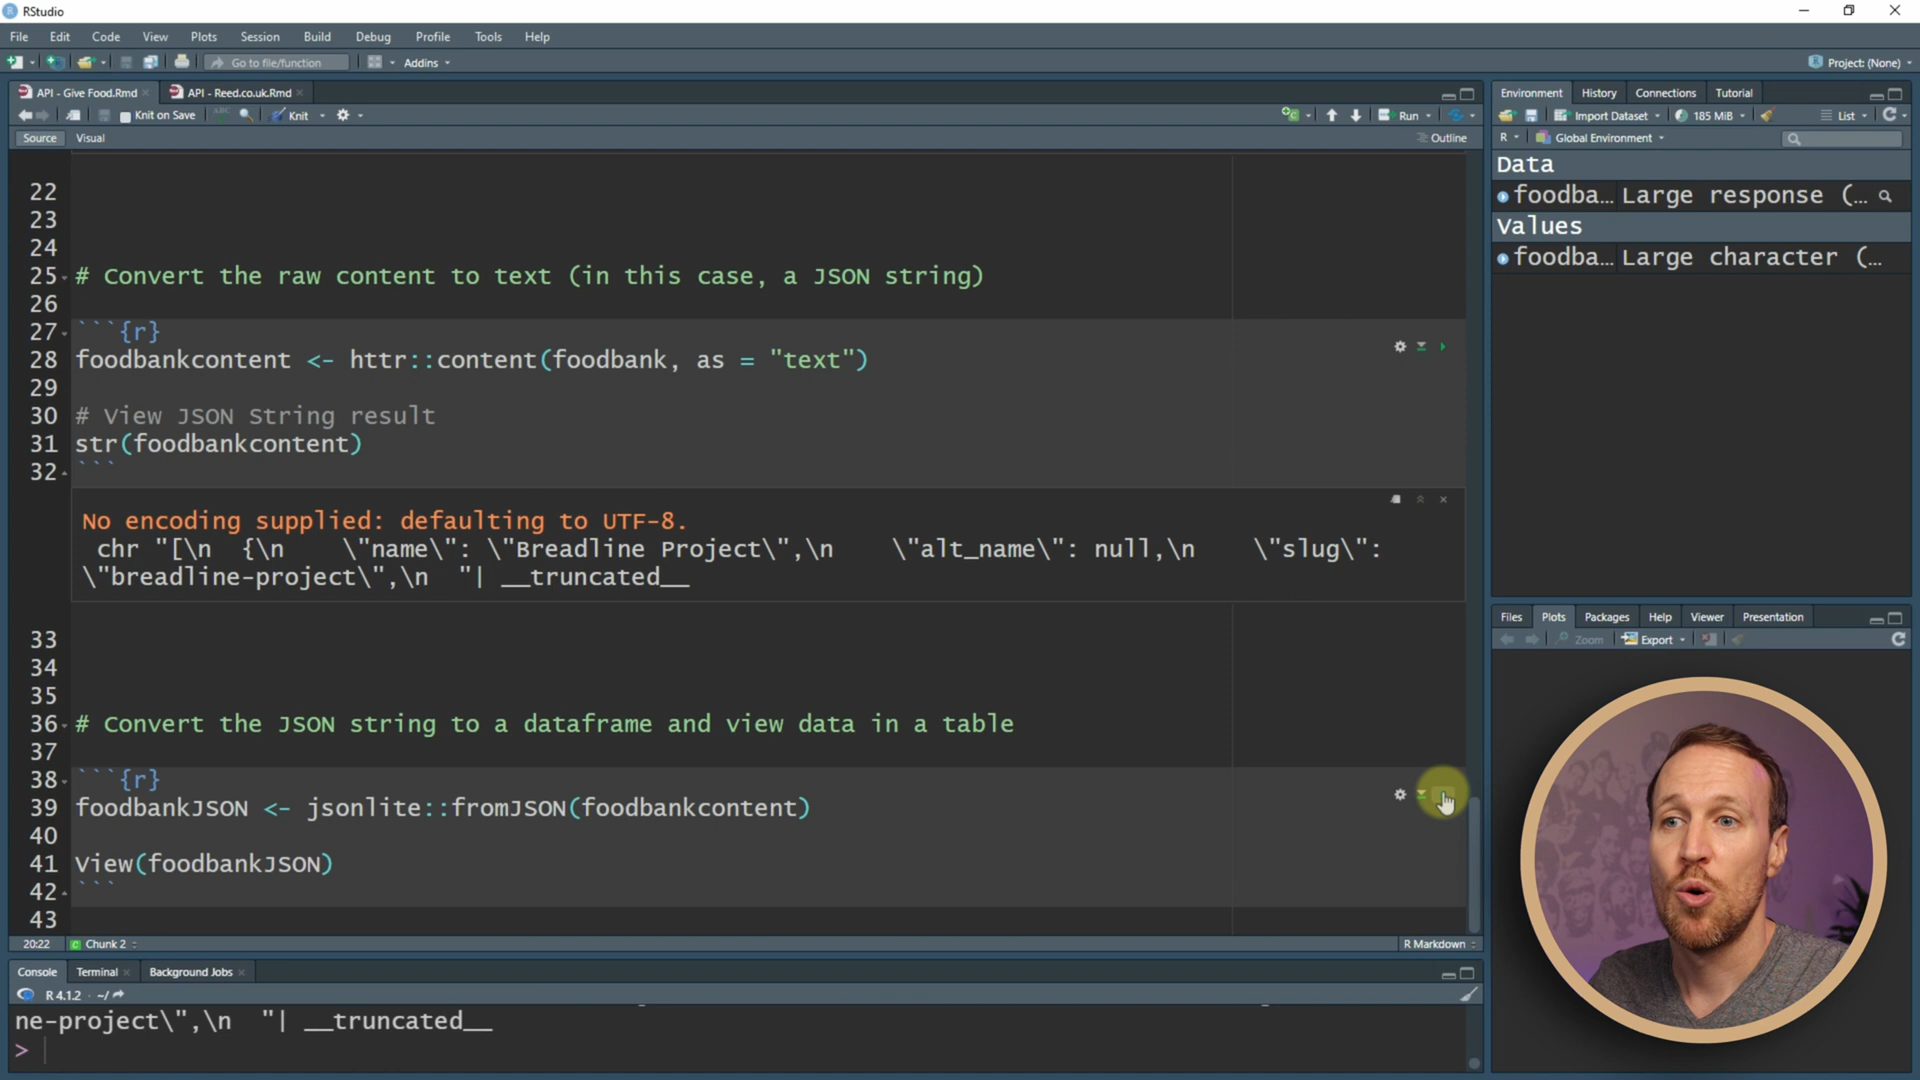 RStudio
File Edit Code View Plots Session Build Debug Profile Tools Help
Go to file/function Addins Project: (None)
API - Give Food.Rmd API - Reed.co.uk.Rmd
Knit on Save ABC Knit Run
Source Visual Outline
22
23
24
25 # Convert the raw content to text (in this case, a JSON string)
26
27 ```{r}
28 foodbankcontent <- httr::content(foodbank, as = "text")
29
30 # View JSON String result
31 str(foodbankcontent)
32 ```
No encoding supplied: defaulting to UTF-8.
chr "[\n  {\n    \"name\": \"Breadline Project\",\n    \"alt_name\": null,\n    \"slug\":
\"breadline-project\",\n  "| __truncated__
33
34
35
36 # Convert the JSON string to a dataframe and view data in a table
37
38 ```{r}
39 foodbankJSON <- jsonlite::fromJSON(foodbankcontent)
40
41 View(foodbankJSON)
42 ```
43
20:22 C Chunk 2 R Markdown
Console Terminal Background Jobs
R 4.1.2 · ~/
ne-project\",\n  "| __truncated__
>
Environment History Connections Tutorial
Import Dataset 185 MiB List
R Global Environment
Data
foodba… Large response (…
Values
foodba… Large character (…
Files Plots Packages Help Viewer Presentation
Zoom Export